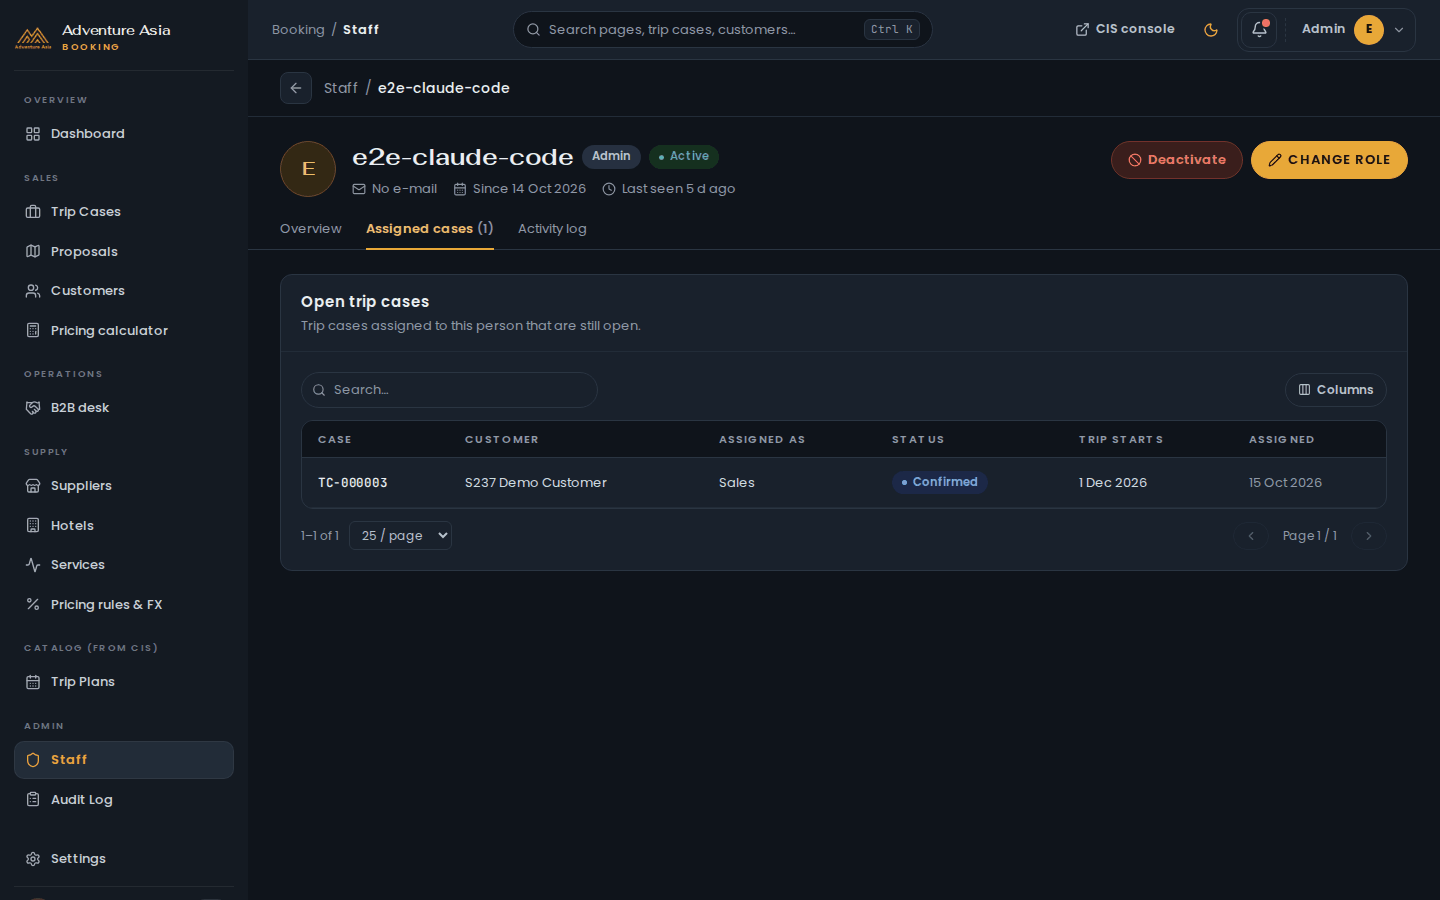 Adventure Asia
Adventure Asia
BOOKING
OVERVIEW
Dashboard
SALES
Trip Cases
Proposals
Customers
Pricing calculator
OPERATIONS
B2B desk
SUPPLY
Suppliers
Hotels
Services
Pricing rules & FX
CATALOG (FROM CIS)
Trip Plans
ADMIN
Staff
Audit Log
Settings
Booking / Staff
Search pages, trip cases, customers...
Ctrl K
CIS console
Admin E
Staff / e2e-claude-code
E
e2e-claude-code Admin Active
No e-mail Since 14 Oct 2026 Last seen 5 d ago
Deactivate
CHANGE ROLE
Overview Assigned cases (1) Activity log
Open trip cases
Trip cases assigned to this person that are still open.
Search...
Columns
CASE CUSTOMER ASSIGNED AS STATUS TRIP STARTS ASSIGNED
TC-000003 S237 Demo Customer Sales Confirmed 1 Dec 2026 15 Oct 2026
1–1 of 1 25 / page Page 1 / 1